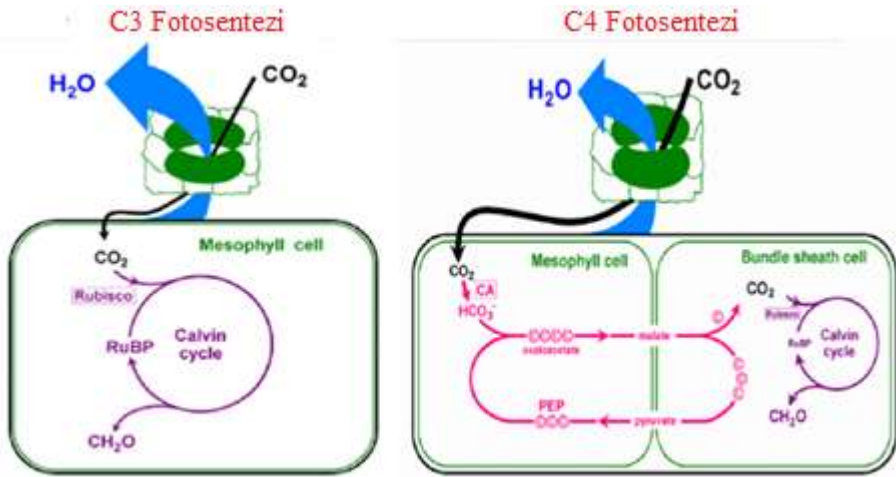 C3 Fotosentezi
H₂O
CO₂
Mesophyll cell
CO₂
Rubisco
RuBP
Calvin
cycle
CH₂O
C4 Fotosentezi
H₂O
CO₂
Mesophyll cell
CO₂
CA
HCO₃⁻
oxaloacetate
malate
PEP
pyruvate
Bundle sheath cell
CO₂
Rubisco
RuBP
Calvin
cycle
CH₂O